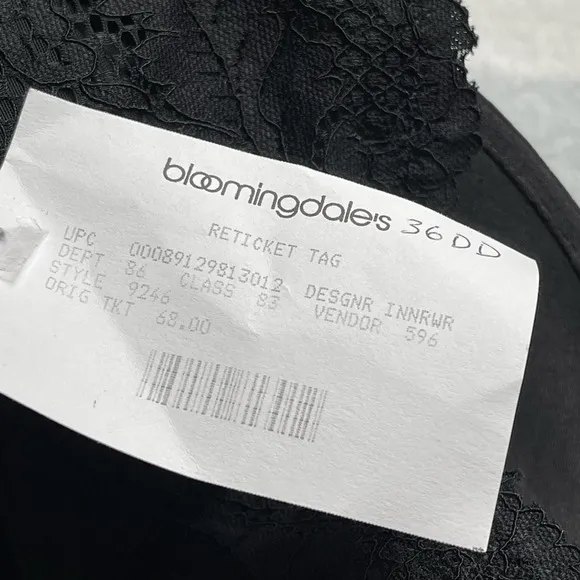 bloomingdale's 36DD
RETICKET TAG
UPC 00089129813012
DEPT 86 CLASS 83 DESGNR INNRWR
STYLE 9246 VENDOR 596
ORIG TKT 68.00